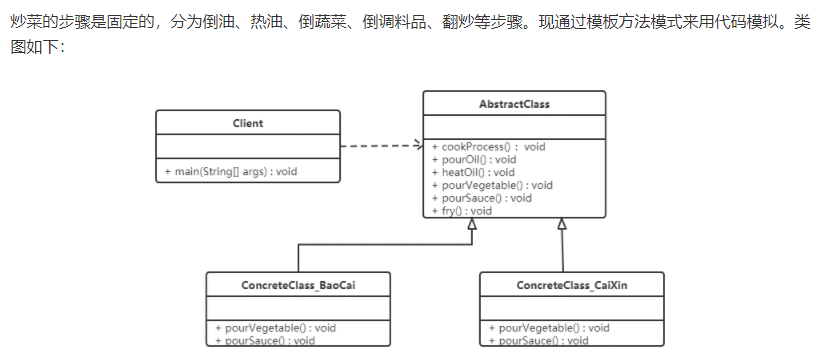 炒菜的步骤是固定的，分为倒油、热油、倒蔬菜、倒调料品、翻炒等步骤。现通过模板方法模式来用代码模拟。类
图如下：
Client
+ main(String[] args) : void
AbstractClass
+ cookProcess() : void
+ pourOil() : void
+ heatOil() : void
+ pourVegetable() : void
+ pourSauce() : void
+ fry() : void
ConcreteClass_BaoCai
+ pourVegetable() : void
+ pourSauce() : void
ConcreteClass_CaiXin
+ pourVegetable() : void
+ pourSauce() : void